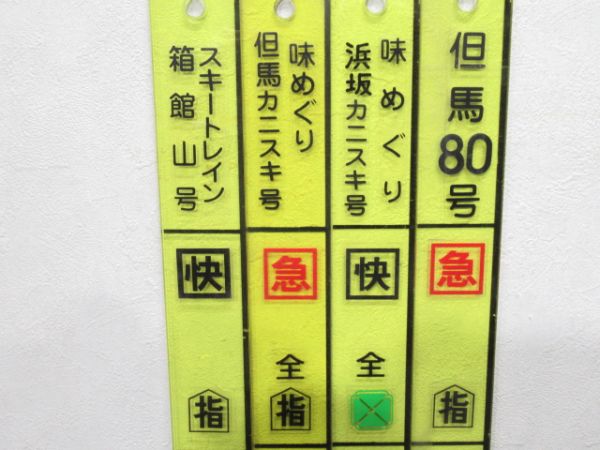 但馬80号
急
指
味めぐり
浜坂カニスキ号
快
全
味めぐり
但馬カニスキ号
急
全
指
スキートレイン
箱館山号
快
指